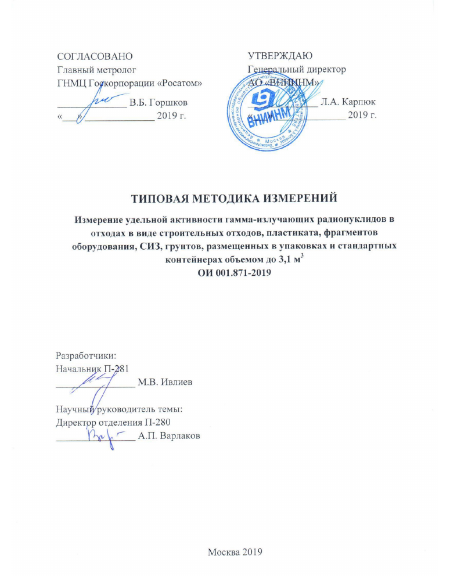 СОГЛАСОВАНО
Главный метролог
ГНМЦ Госкорпорации «Росатом»
В.Б. Горшков
«___»______________ 2019 г.
УТВЕРЖДАЮ
Генеральный директор
АО «ВНИИНМ»
Л.А. Карпюк
2019 г.
ВНИИНМ
ТИПОВАЯ МЕТОДИКА ИЗМЕРЕНИЙ
Измерение удельной активности гамма-излучающих радионуклидов в
отходах в виде строительных отходов, пластиката, фрагментов
оборудования, СИЗ, грунтов, размещенных в упаковках и стандартных
контейнерах объемом до 3,1 м³
ОИ 001.871-2019
Разработчики:
Начальник П-281
М.В. Ивлиев
Научный руководитель темы:
Директор отделения П-280
А.П. Варлаков
Москва 2019